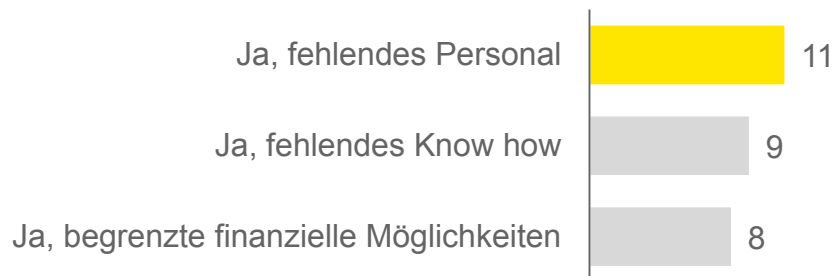 Ja, fehlendes Personal 11
Ja, fehlendes Know how 9
Ja, begrenzte finanzielle Möglichkeiten 8